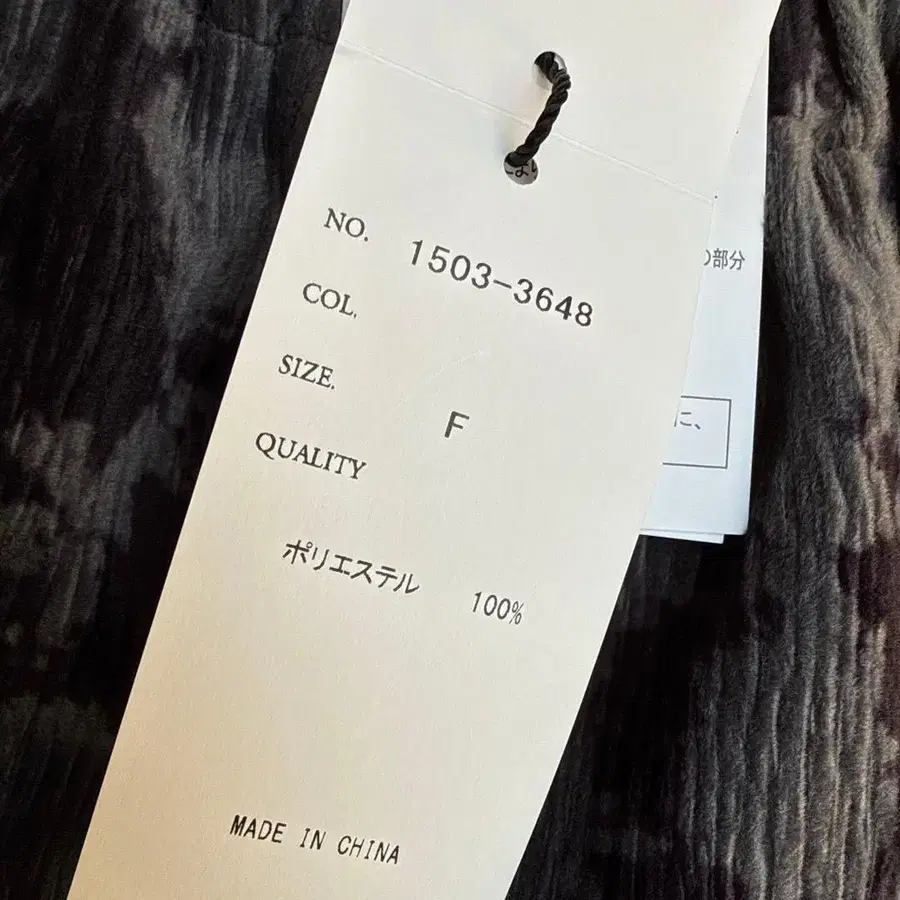 NO. 1503-3648
COL.
SIZE. F
QUALITY
ポリエステル 100%
MADE IN CHINA
の部分
に、